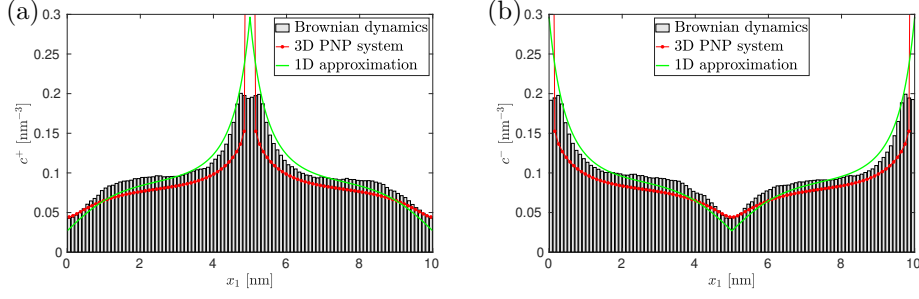 (a)
0.3
0.25
0.2
0.15
0.1
0.05
0
c⁺ [nm⁻³]
Brownian dynamics
3D PNP system
1D approximation
0 2 4 6 8 10
x₁ [nm]
(b)
0.3
0.25
0.2
0.15
0.1
0.05
0
c⁻ [nm⁻³]
Brownian dynamics
3D PNP system
1D approximation
0 2 4 6 8 10
x₁ [nm]